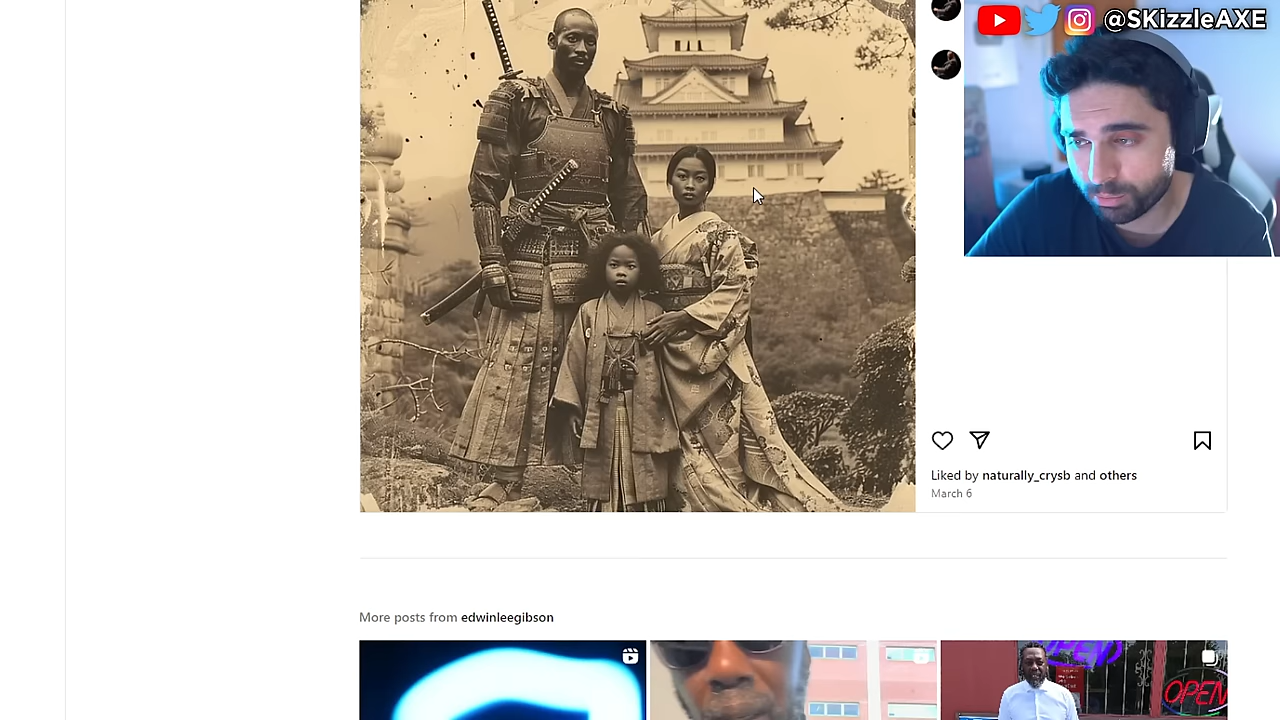 @SKizzleAXE
Liked by naturally_crysb and others
March 6
More posts from edwinleegibson
OPEN